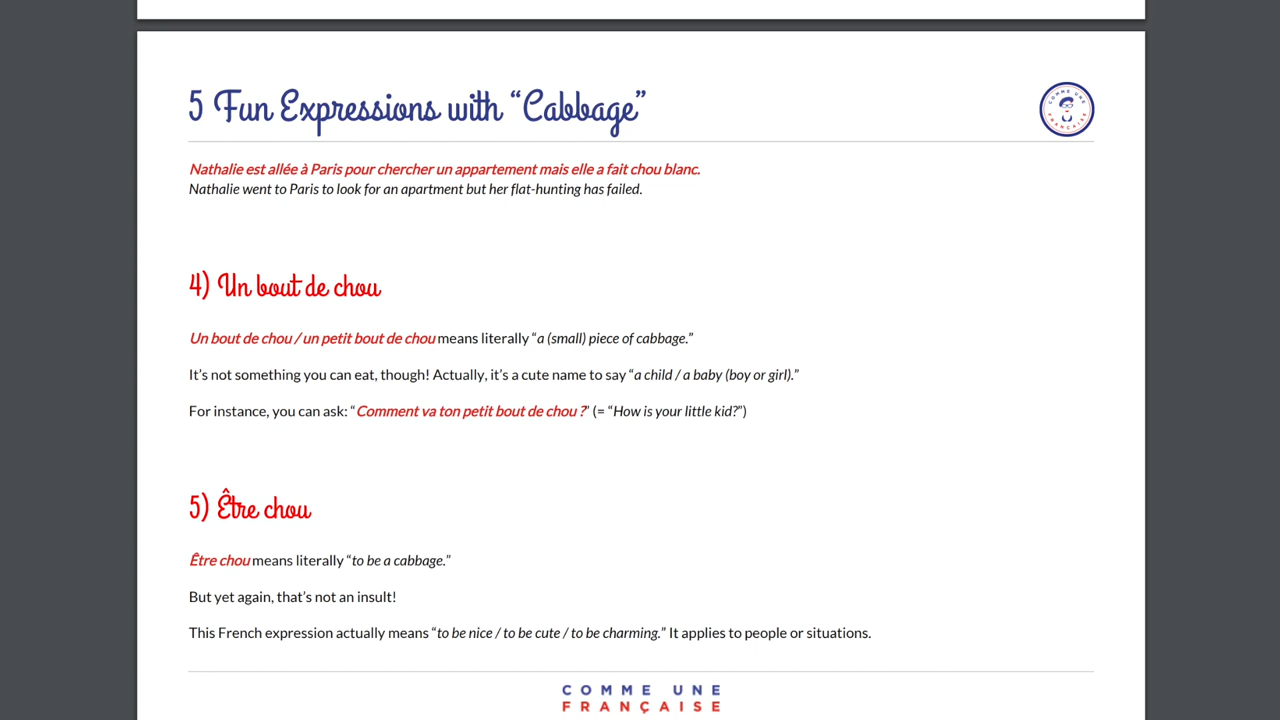 5 Fun Expressions with “Cabbage”
COMME UNE FRANÇAISE
Nathalie est allée à Paris pour chercher un appartement mais elle a fait chou blanc.
Nathalie went to Paris to look for an apartment but her flat-hunting has failed.
4) Un bout de chou
Un bout de chou / un petit bout de chou means literally “a (small) piece of cabbage.”
It’s not something you can eat, though! Actually, it’s a cute name to say “a child / a baby (boy or girl).”
For instance, you can ask: “Comment va ton petit bout de chou ?” (= “How is your little kid?”)
5) Être chou
Être chou means literally “to be a cabbage.”
But yet again, that’s not an insult!
This French expression actually means “to be nice / to be cute / to be charming.” It applies to people or situations.
COMME UNE
FRANÇAISE